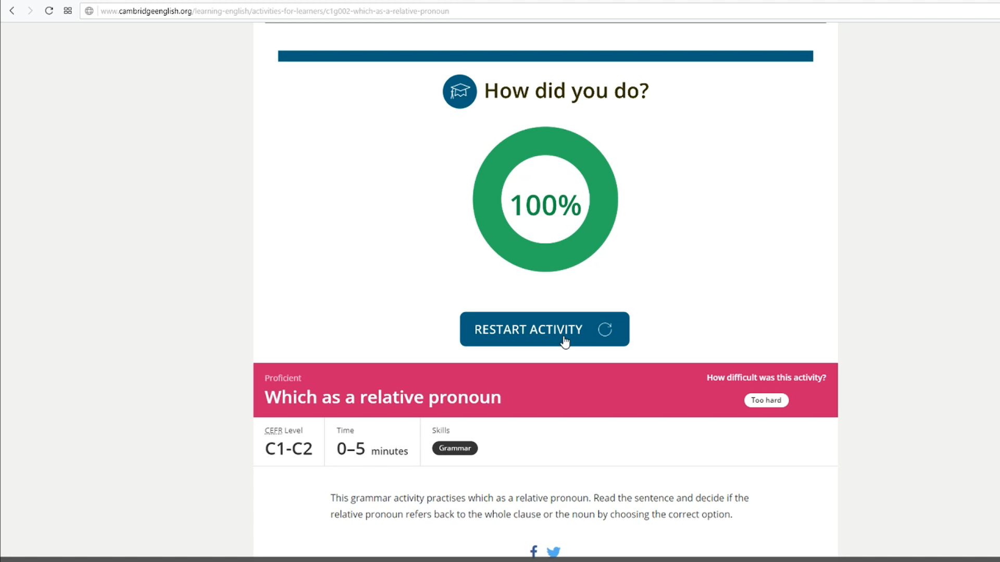 www.cambridgeenglish.org/learning-english/activities-for-learners/c1g002-which-as-a-relative-pronoun
How did you do?
100%
RESTART ACTIVITY
Proficient
How difficult was this activity?
Which as a relative pronoun
Too hard
CEFR Level
Time
Skills
C1-C2
0–5 minutes
Grammar
This grammar activity practises which as a relative pronoun. Read the sentence and decide if the
relative pronoun refers back to the whole clause or the noun by choosing the correct option.